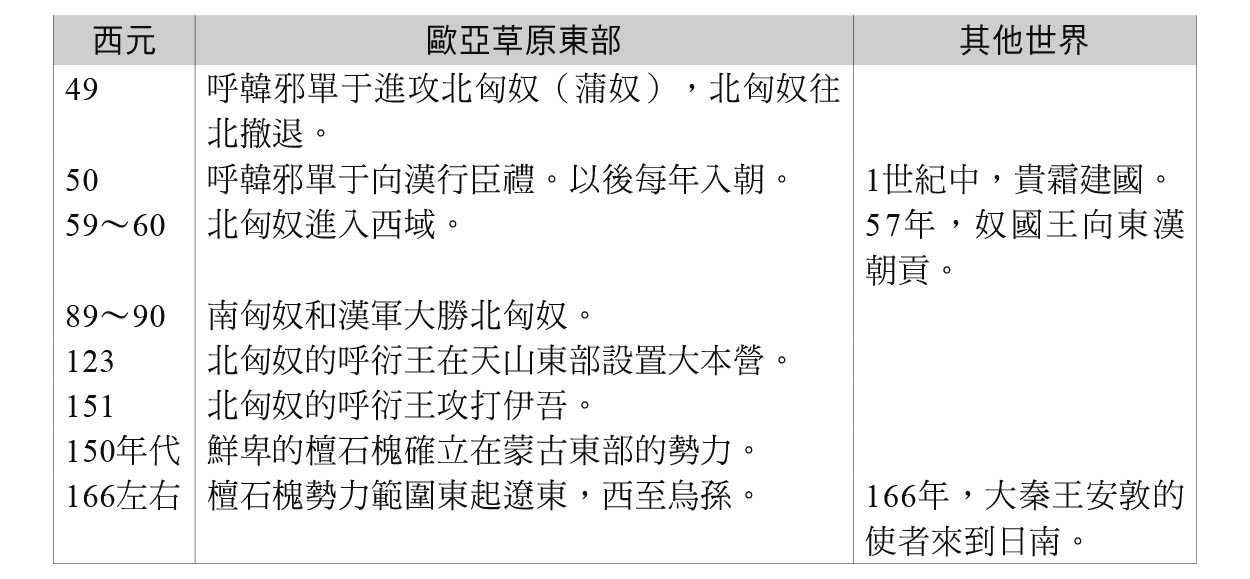 西元 歐亞草原東部 其他世界
49 呼韓邪單于進攻北匈奴（蒲奴），北匈奴往
北撤退。
50 呼韓邪單于向漢行臣禮。以後每年入朝。 1世紀中，貴霜建國。
59～60 北匈奴進入西域。 57年，奴國王向東漢
朝貢。
89～90 南匈奴和漢軍大勝北匈奴。
123 北匈奴的呼衍王在天山東部設置大本營。
151 北匈奴的呼衍王攻打伊吾。
150年代 鮮卑的檀石槐確立在蒙古東部的勢力。
166左右 檀石槐勢力範圍東起遼東，西至烏孫。 166年，大秦王安敦的
使者來到日南。